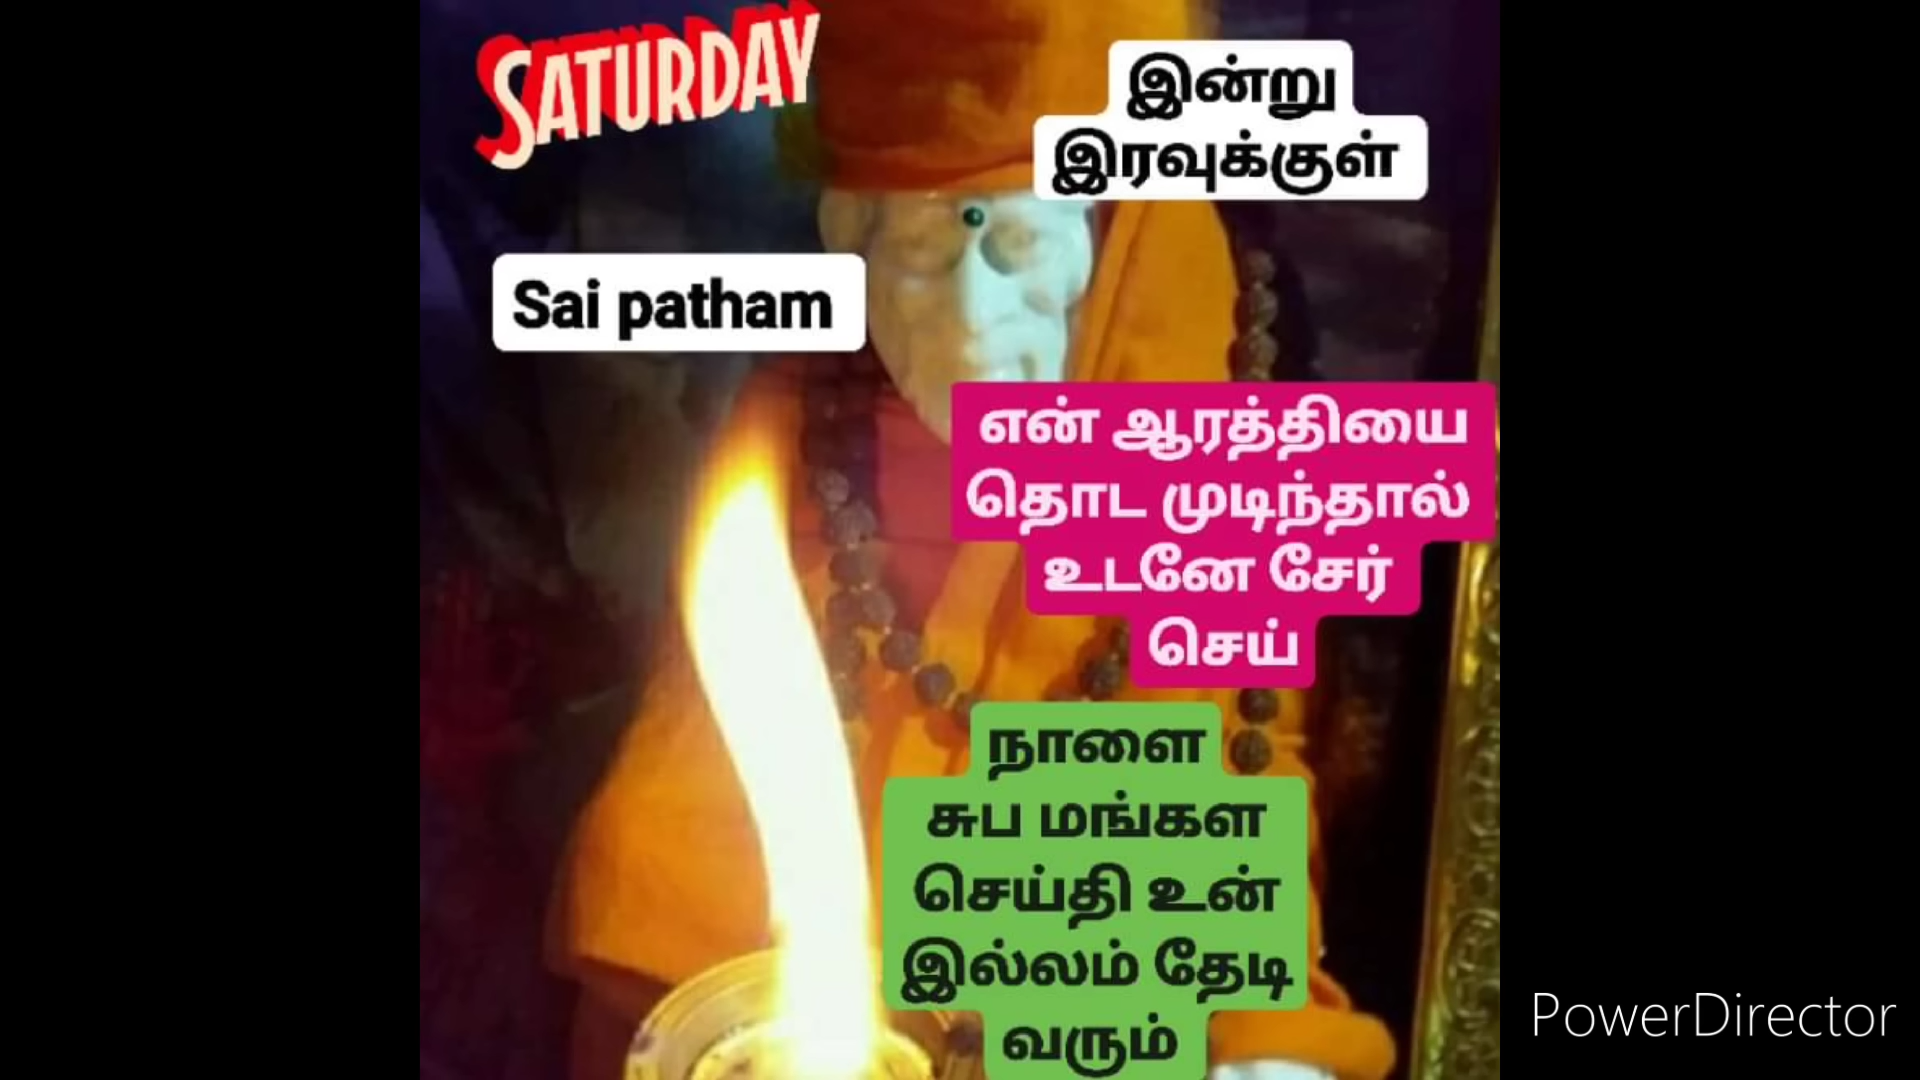 SATURDAY
இன்று
இரவுக்குள்
Sai patham
என் ஆரத்தியை
தொட முடிந்தால்
உடனே சேர்
செய்
நாளை
சுப மங்கள
செய்தி உன்
இல்லம் தேடி
வரும்
PowerDirector